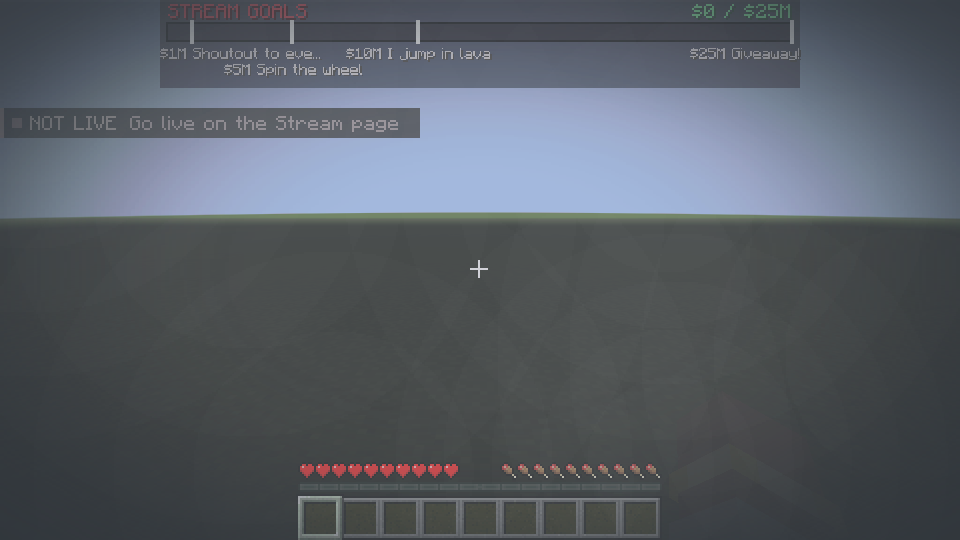 STREAM GOALS $0 / $25M
$1M Shoutout to eve... $10M I jump in lava $25M Giveaway!
$5M Spin the wheel
NOT LIVE Go live on the Stream page